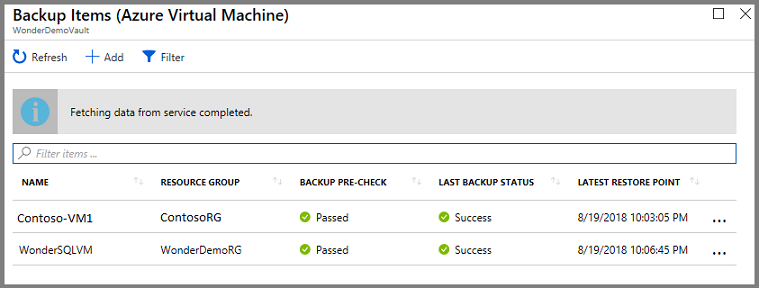 Backup Items (Azure Virtual Machine)
WonderDemoVault
Refresh Add Filter
Fetching data from service completed.
Filter items ...
NAME RESOURCE GROUP BACKUP PRE-CHECK LAST BACKUP STATUS LATEST RESTORE POINT
Contoso-VM1 ContosoRG Passed Success 8/19/2018 10:03:05 PM ...
WonderSQLVM WonderDemoRG Passed Success 8/19/2018 10:06:45 PM ...